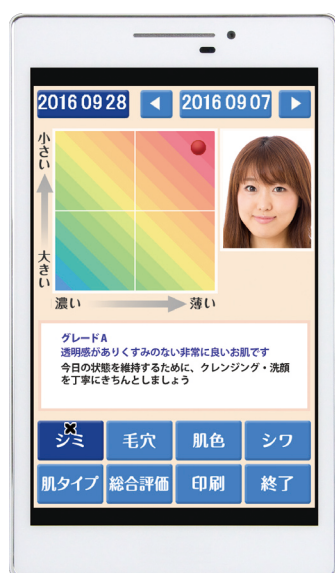 2016 09 28
2016 09 07
小さい
大きい
濃い
薄い
グレードA
透明感がありくすみのない非常に良いお肌です
今日の状態を維持するために、クレンジング・洗顔
を丁寧にきちんとしましょう
シミ
毛穴
肌色
シワ
肌タイプ
総合評価
印刷
終了